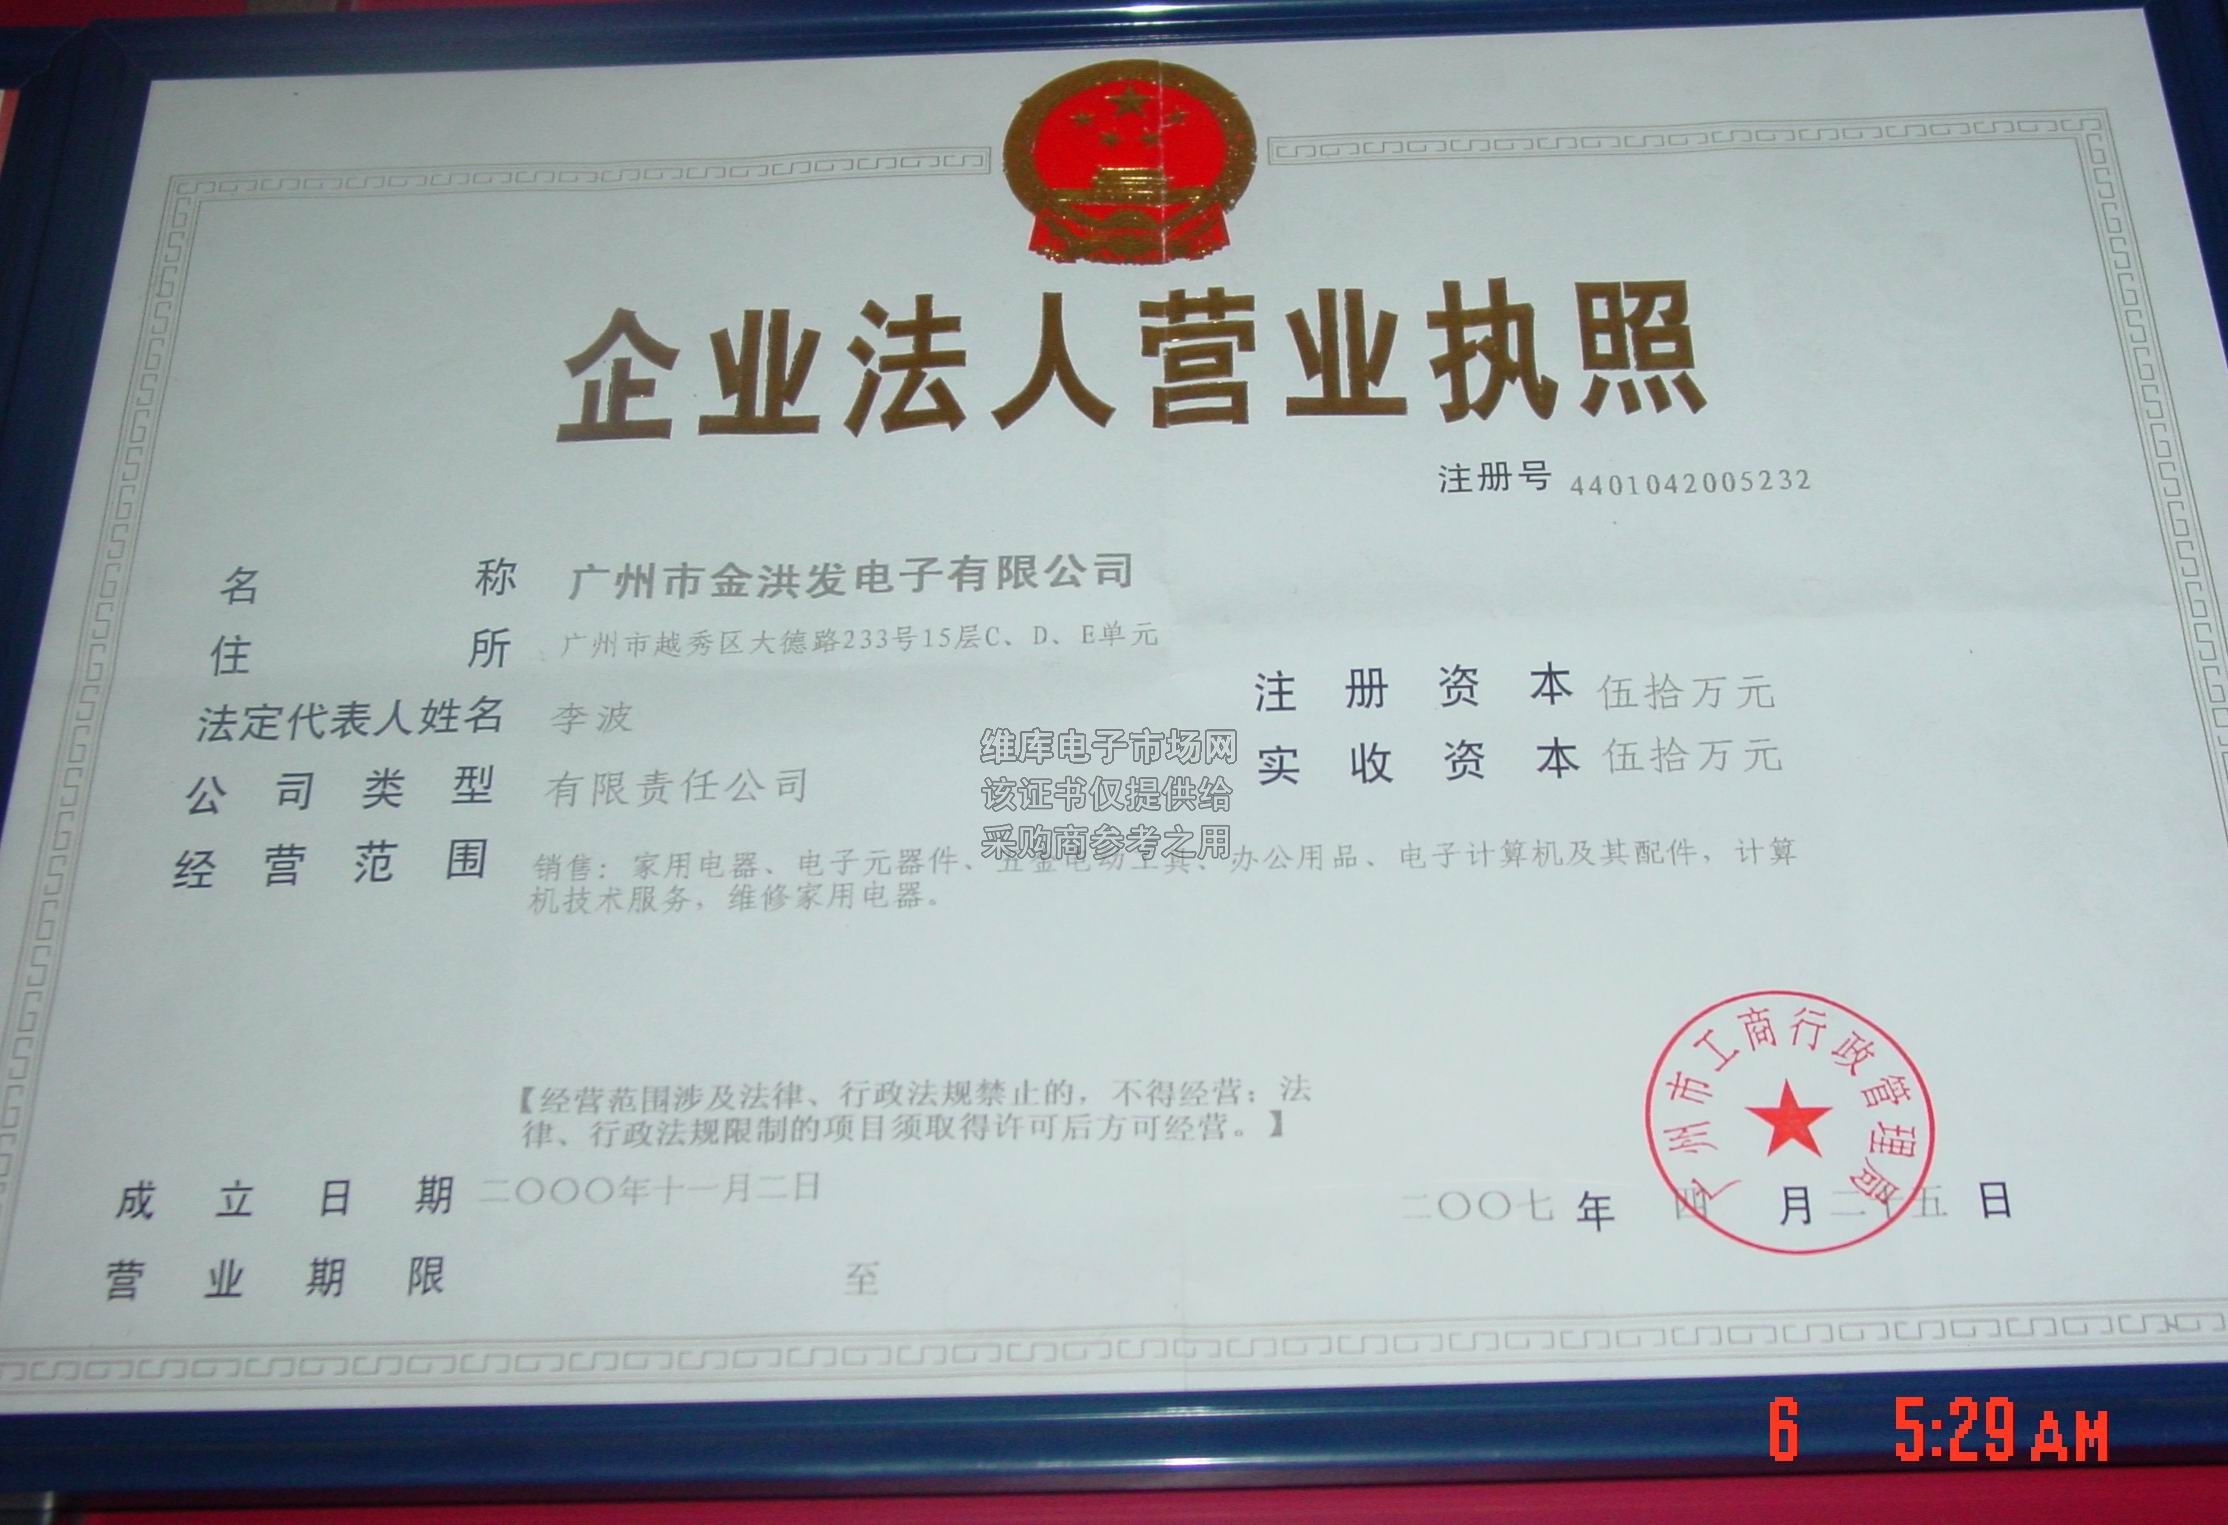 企业法人营业执照
注册号 4401042005232
名称 广州市金洪发电子有限公司
住所 广州市越秀区大德路233号15层C、D、E单元
法定代表人姓名 李波
注册资本 伍拾万元
公司类型 有限责任公司
实收资本 伍拾万元
维库电子市场网
该证书仅提供给
采购商参考之用
经营范围 销售：家用电器、电子元器件、五金电动工具、办公用品、电子计算机及其配件，计算
机技术服务，维修家用电器。
【经营范围涉及法律、行政法规禁止的，不得经营；法
律、行政法规限制的项目须取得许可后方可经营。】
广州市工商行政管理局
成立日期 二〇〇〇年十一月二日
二〇〇七年四月二十五日
营业期限 至
6 5:29AM